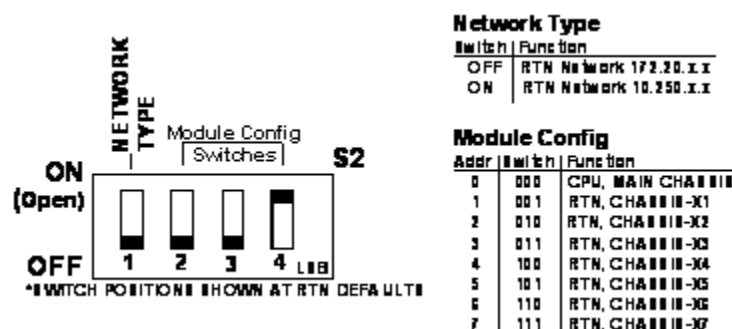 NETWORK TYPE
Module Config
Switches
S2
ON
(Open)
OFF
1 2 3 4 LSB
*SWITCH POSITIONS SHOWN AT RTN DEFAULTS
Network Type
Switch | Function
OFF RTN Network 172.20.x.x
ON RTN Network 10.250.x.x
Module Config
Addr Switch Function
0 000 CPU, MAIN CHASSIS
1 001 RTN, CHASSIS-X1
2 010 RTN, CHASSIS-X2
3 011 RTN, CHASSIS-X3
4 100 RTN, CHASSIS-X4
5 101 RTN, CHASSIS-X5
6 110 RTN, CHASSIS-X6
7 111 RTN, CHASSIS-X7